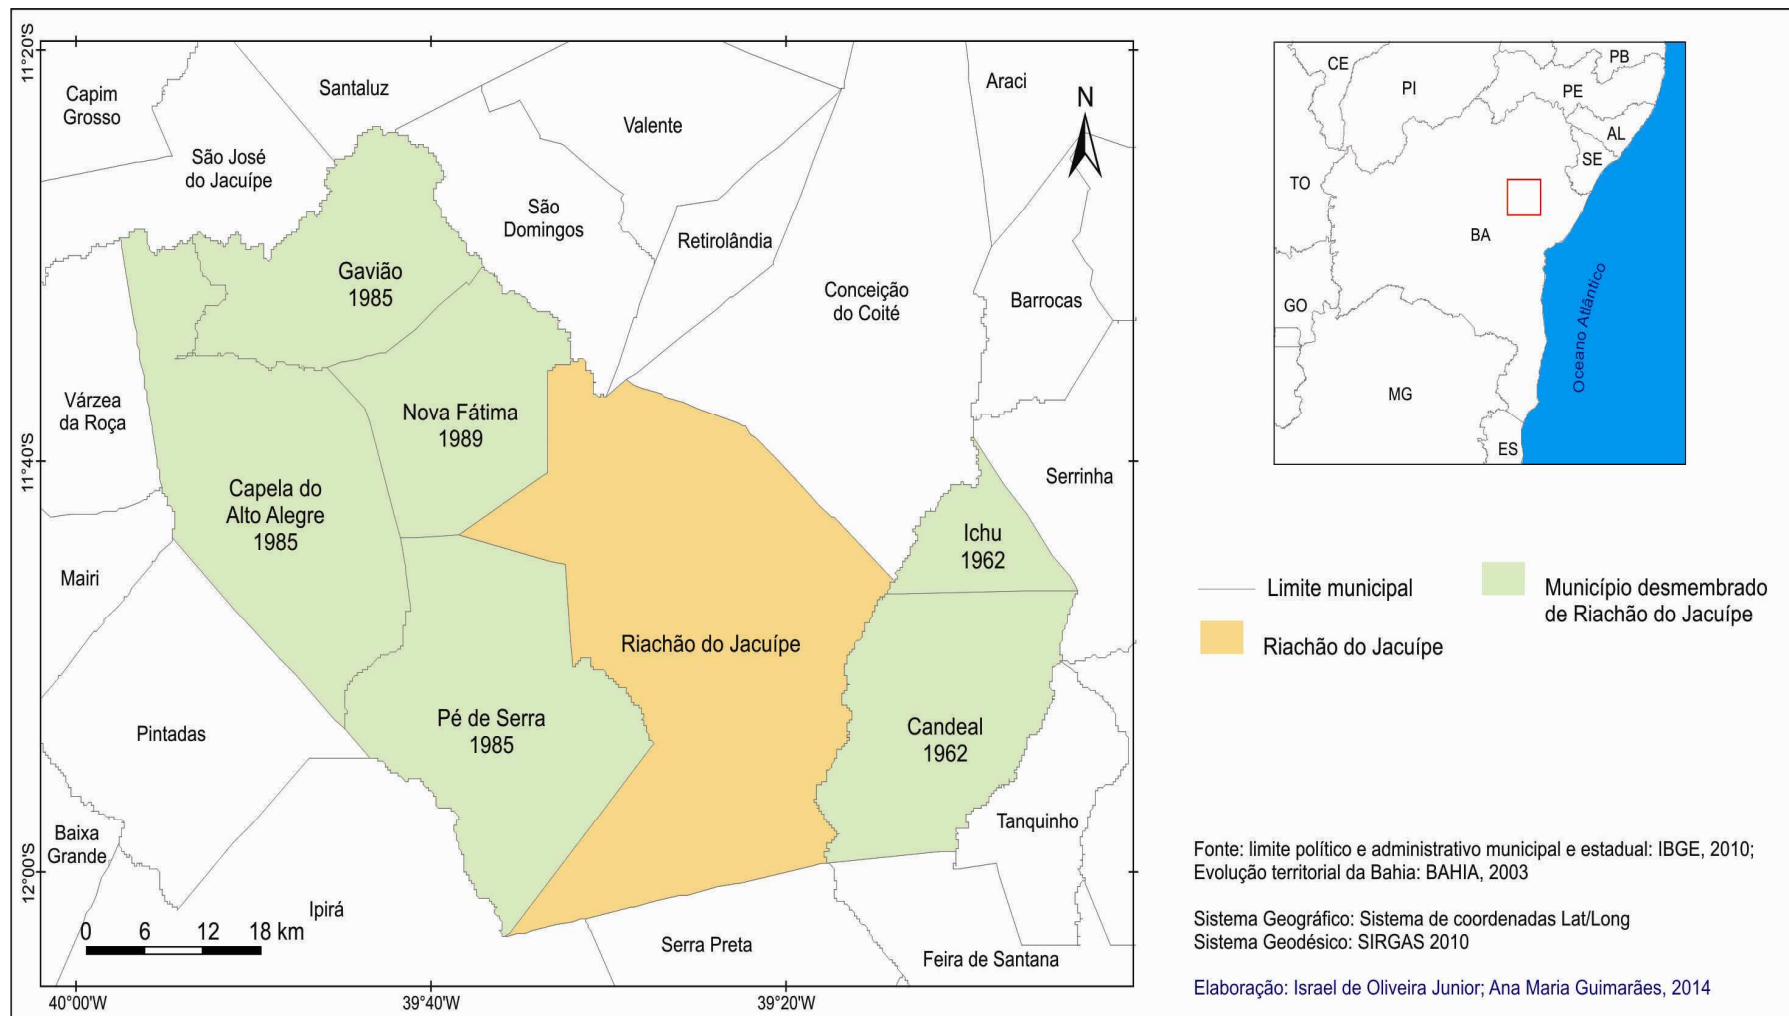 11°20'S
11°40'S
12°00'S
40°00'W
39°40'W
39°20'W
Capim
Grosso
Santaluz
São José
do Jacuípe
Valente
Araci
N
São
Domingos
Retirolândia
Gavião
1985
Conceição
do Coité
Barrocas
Várzea
da Roça
Nova Fátima
1989
Serrinha
Capela do
Alto Alegre
1985
Ichu
1962
Mairi
Riachão do Jacuípe
Pintadas
Pé de Serra
1985
Candeal
1962
Tanquinho
Baixa
Grande
Ipirá
Serra Preta
Feira de Santana
0 6 12 18 km
CE
PI
PB
PE
AL
SE
TO
BA
GO
MG
ES
Oceano Atlântico
Limite municipal
Riachão do Jacuípe
Município desmembrado
de Riachão do Jacuípe
Fonte: limite político e administrativo municipal e estadual: IBGE, 2010;
Evolução territorial da Bahia: BAHIA, 2003
Sistema Geográfico: Sistema de coordenadas Lat/Long
Sistema Geodésico: SIRGAS 2010
Elaboração: Israel de Oliveira Junior; Ana Maria Guimarães, 2014